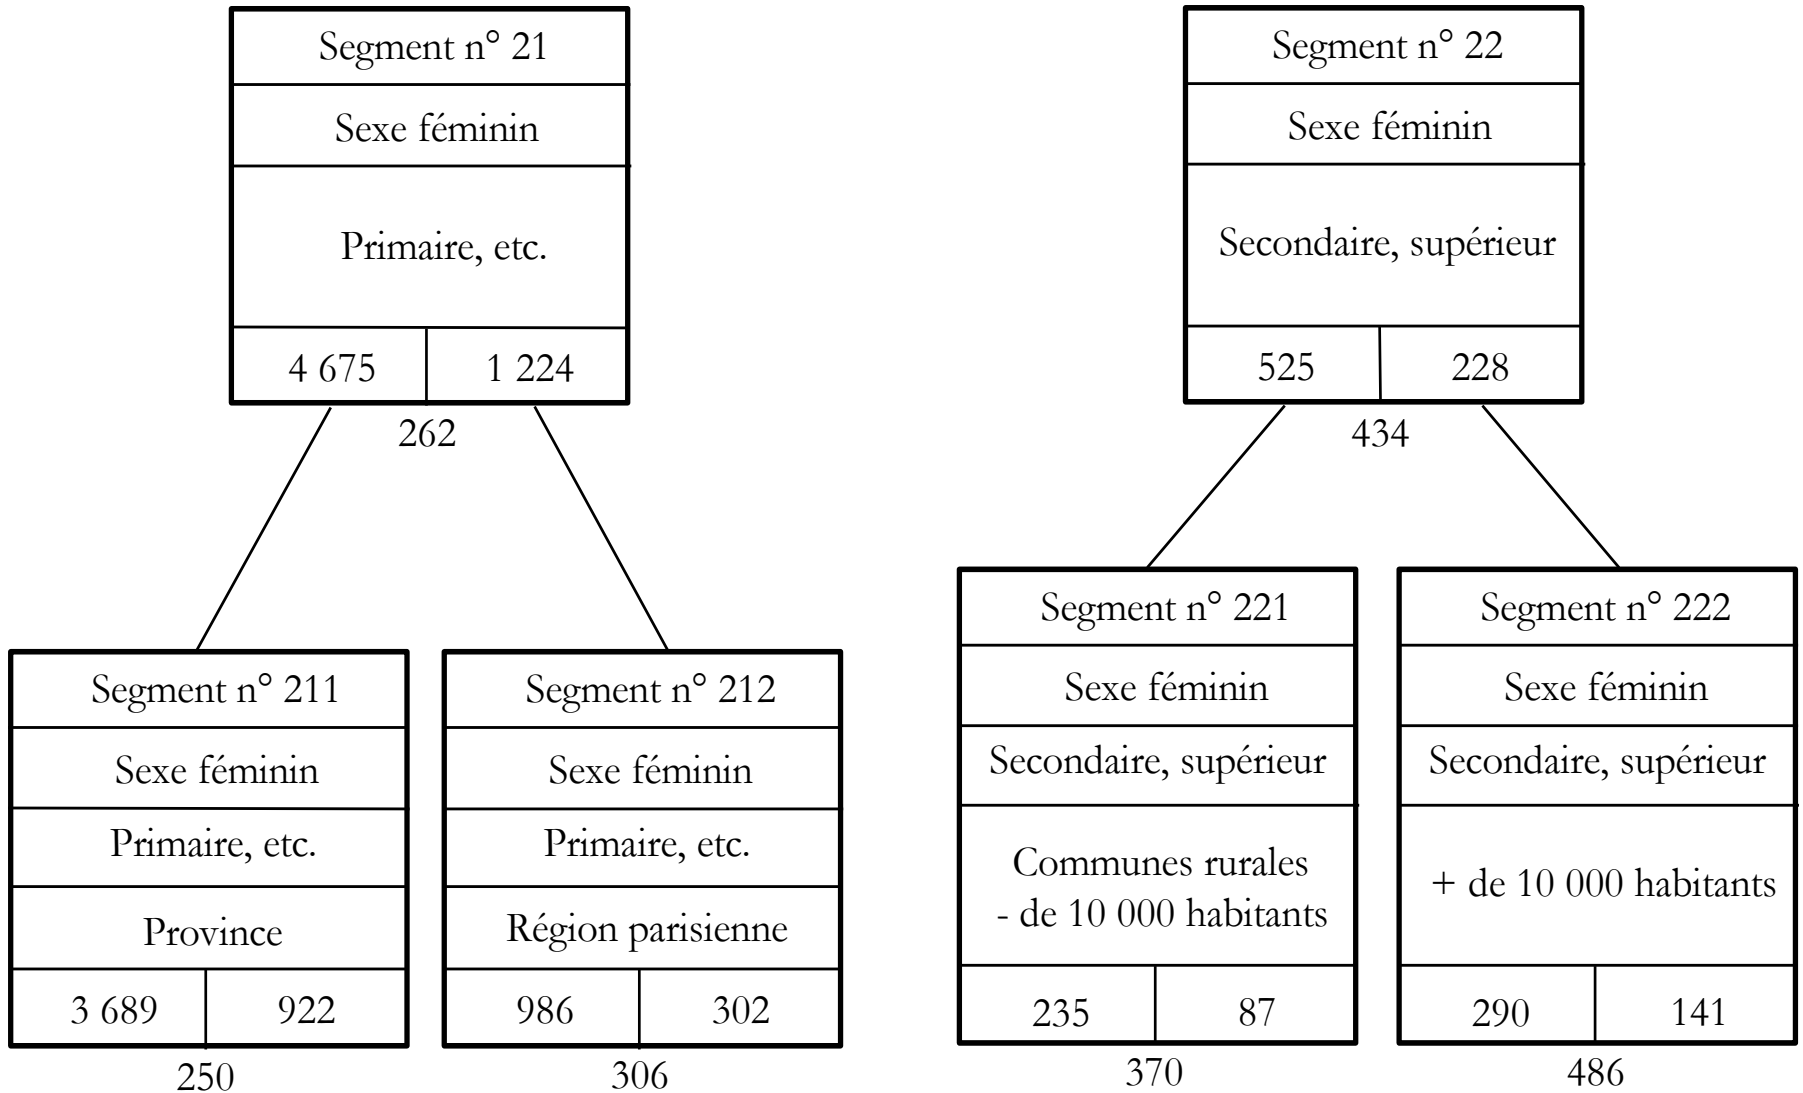 Segment n° 21
Sexe féminin
Primaire, etc.
4 675 1 224
262
Segment n° 22
Sexe féminin
Secondaire, supérieur
525 228
434
Segment n° 211
Sexe féminin
Primaire, etc.
Province
3 689 922
250
Segment n° 212
Sexe féminin
Primaire, etc.
Région parisienne
986 302
306
Segment n° 221
Sexe féminin
Secondaire, supérieur
Communes rurales
- de 10 000 habitants
235 87
370
Segment n° 222
Sexe féminin
Secondaire, supérieur
+ de 10 000 habitants
290 141
486